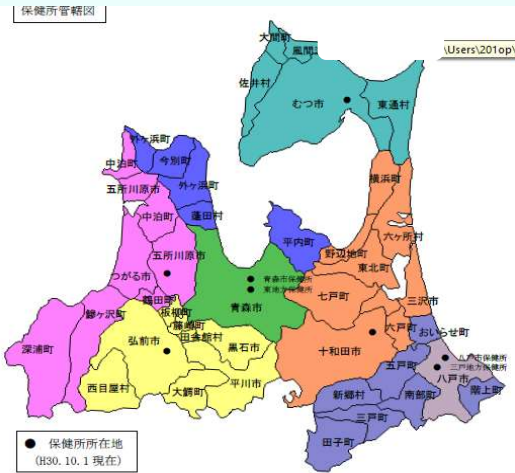 保健所管轄図
大間町
風間
\Users\201op\
佐井村
むつ市
東通村
外ヶ浜町
今別町
中泊町
五所川原市
外ヶ浜町
横浜町
中泊町
蓬田村
平内町
六ヶ所村
野辺地町
東北町
五所川原市
つがる市
青森市保健所
東地方保健所
七戸町
鶴田町
板柳町
青森市
三沢市
鰺ヶ沢町
藤崎町
田舎館村
六戸町
おいらせ町
弘前市
黒石市
十和田市
深浦町
五戸町
八戸市保健所
三戸地方保健所
八戸市
西目屋村
大鰐町
平川市
新郷村
南部町
階上町
三戸町
田子町
● 保健所所在地
(H30.10.1 現在)